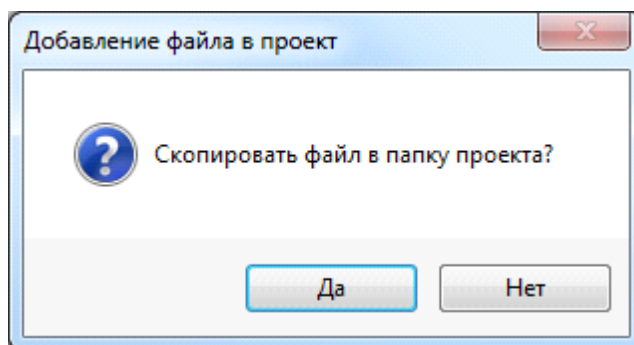 Добавление файла в проект
Скопировать файл в папку проекта?
Да
Нет